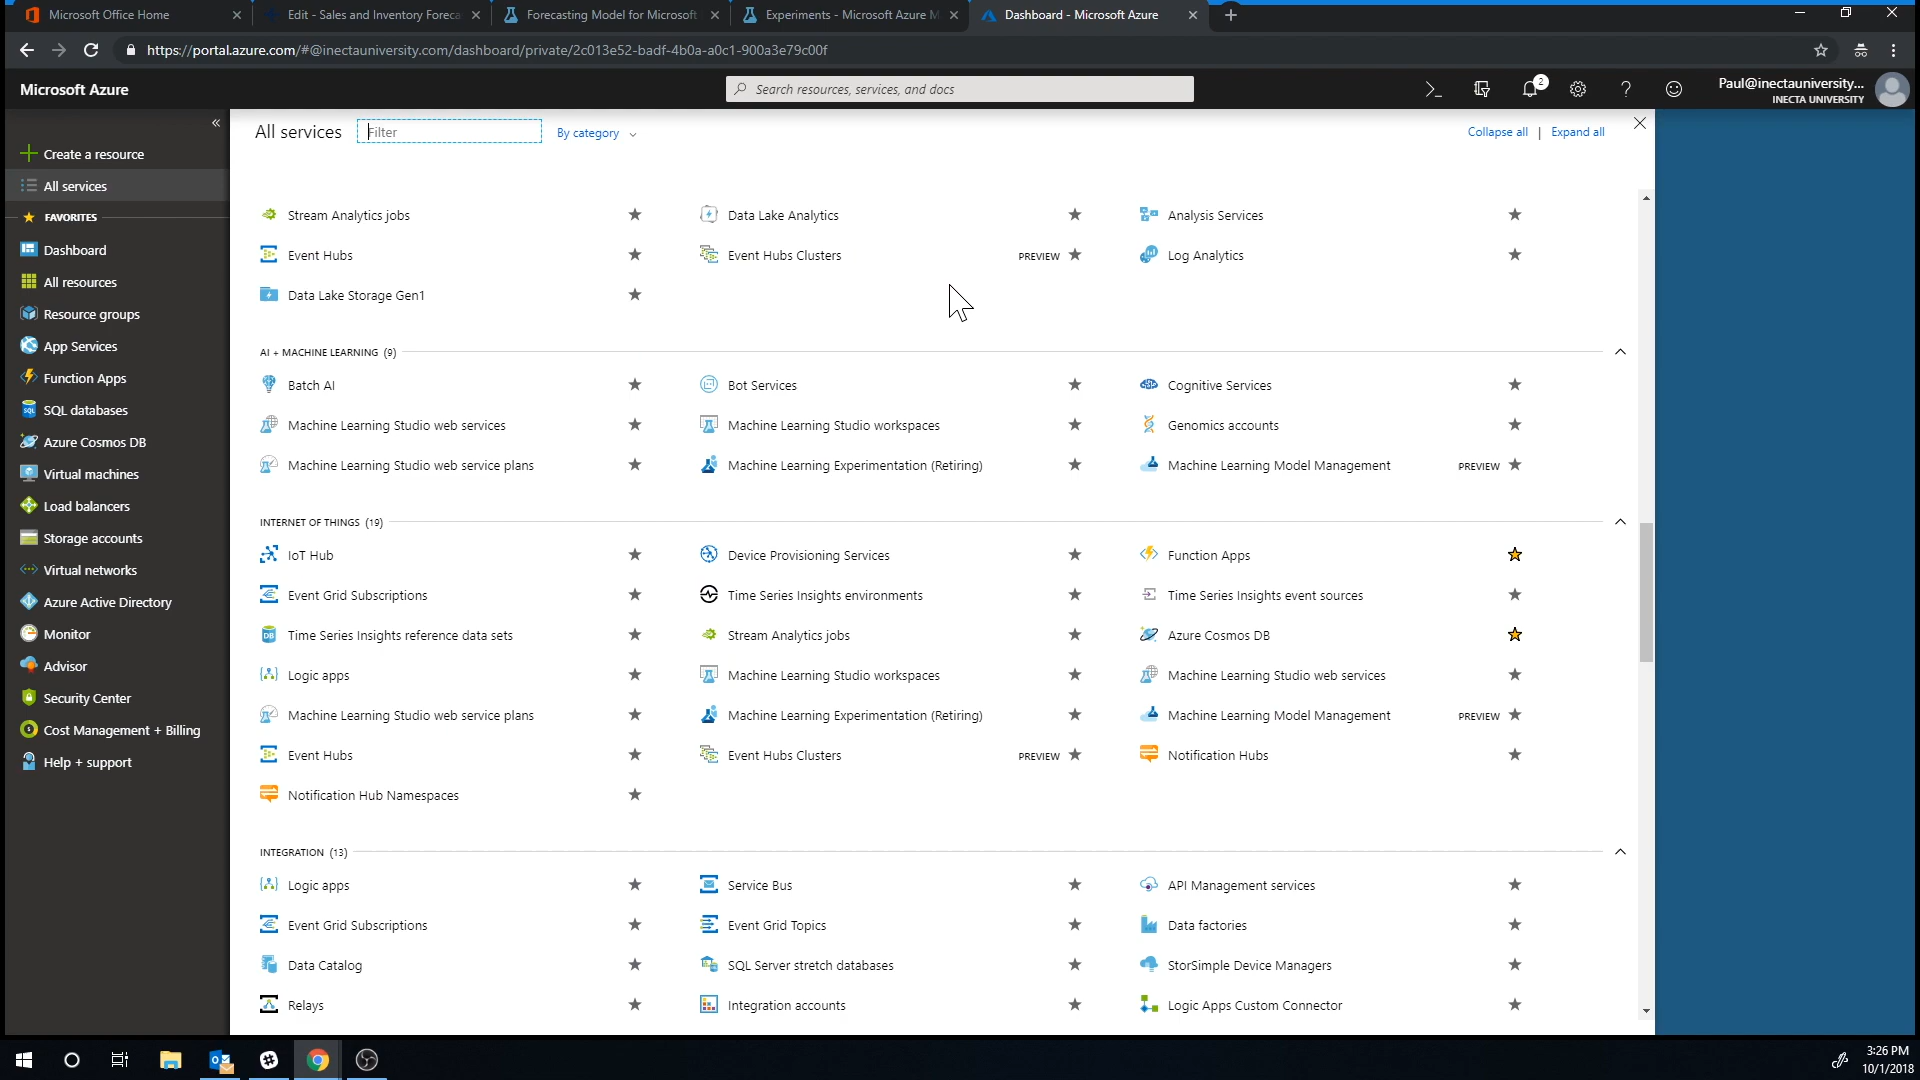 Microsoft Office Home
Edit - Sales and Inventory Foreca
Forecasting Model for Microsoft
Experiments - Microsoft Azure M
Dashboard - Microsoft Azure
https://portal.azure.com/#@inectauniversity.com/dashboard/private/2c013e52-badf-4b0a-a0c1-900a3e79c00f
Microsoft Azure
Search resources, services, and docs
2
Paul@inectauniversity...
INECTA UNIVERSITY
Create a resource
All services
FAVORITES
Dashboard
All resources
Resource groups
App Services
Function Apps
SQL databases
Azure Cosmos DB
Virtual machines
Load balancers
Storage accounts
Virtual networks
Azure Active Directory
Monitor
Advisor
Security Center
Cost Management + Billing
Help + support
All services
Filter
By category
Collapse all | Expand all
Stream Analytics jobs
Data Lake Analytics
Analysis Services
Event Hubs
Event Hubs Clusters PREVIEW
Log Analytics
Data Lake Storage Gen1
AI + MACHINE LEARNING (9)
Batch AI
Bot Services
Cognitive Services
Machine Learning Studio web services
Machine Learning Studio workspaces
Genomics accounts
Machine Learning Studio web service plans
Machine Learning Experimentation (Retiring)
Machine Learning Model Management PREVIEW
INTERNET OF THINGS (19)
IoT Hub
Device Provisioning Services
Function Apps
Event Grid Subscriptions
Time Series Insights environments
Time Series Insights event sources
Time Series Insights reference data sets
Stream Analytics jobs
Azure Cosmos DB
Logic apps
Machine Learning Studio workspaces
Machine Learning Studio web services
Machine Learning Studio web service plans
Machine Learning Experimentation (Retiring)
Machine Learning Model Management PREVIEW
Event Hubs
Event Hubs Clusters PREVIEW
Notification Hubs
Notification Hub Namespaces
INTEGRATION (13)
Logic apps
Service Bus
API Management services
Event Grid Subscriptions
Event Grid Topics
Data factories
Data Catalog
SQL Server stretch databases
StorSimple Device Managers
Relays
Integration accounts
Logic Apps Custom Connector
3:26 PM
10/1/2018